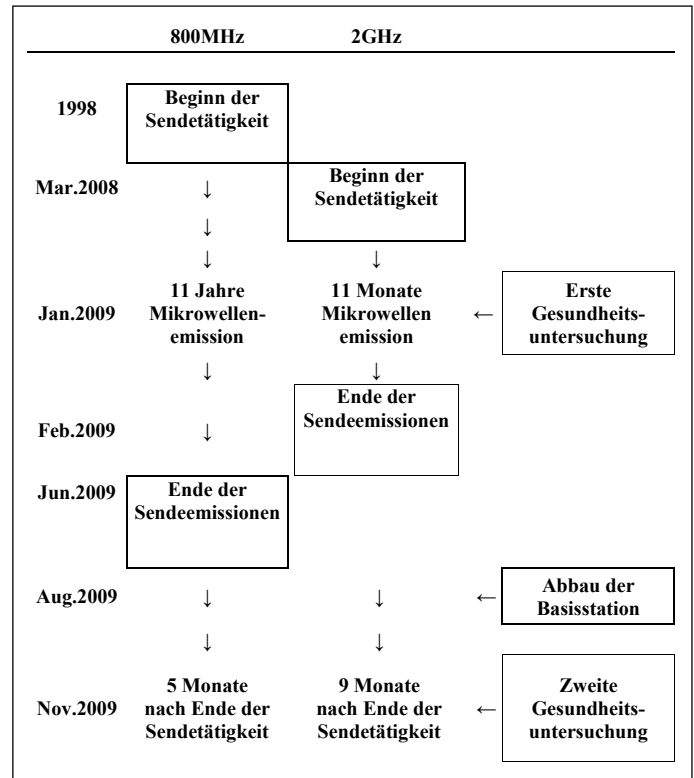 800MHz 2GHz
1998
Beginn der
Sendetätigkeit
Mar.2008
↓
Beginn der
Sendetätigkeit
↓
↓ ↓
Jan.2009
11 Jahre
Mikrowellen-
emission
11 Monate
Mikrowellen
emission
←
Erste
Gesundheits-
untersuchung
↓ ↓
Feb.2009
↓
Ende der
Sendeemissionen
Jun.2009
Ende der
Sendeemissionen
Aug.2009
↓ ↓ ←
Abbau der
Basisstation
↓ ↓
Nov.2009
5 Monate
nach Ende der
Sendetätigkeit
9 Monate
nach Ende der
Sendetätigkeit
←
Zweite
Gesundheits-
untersuchung